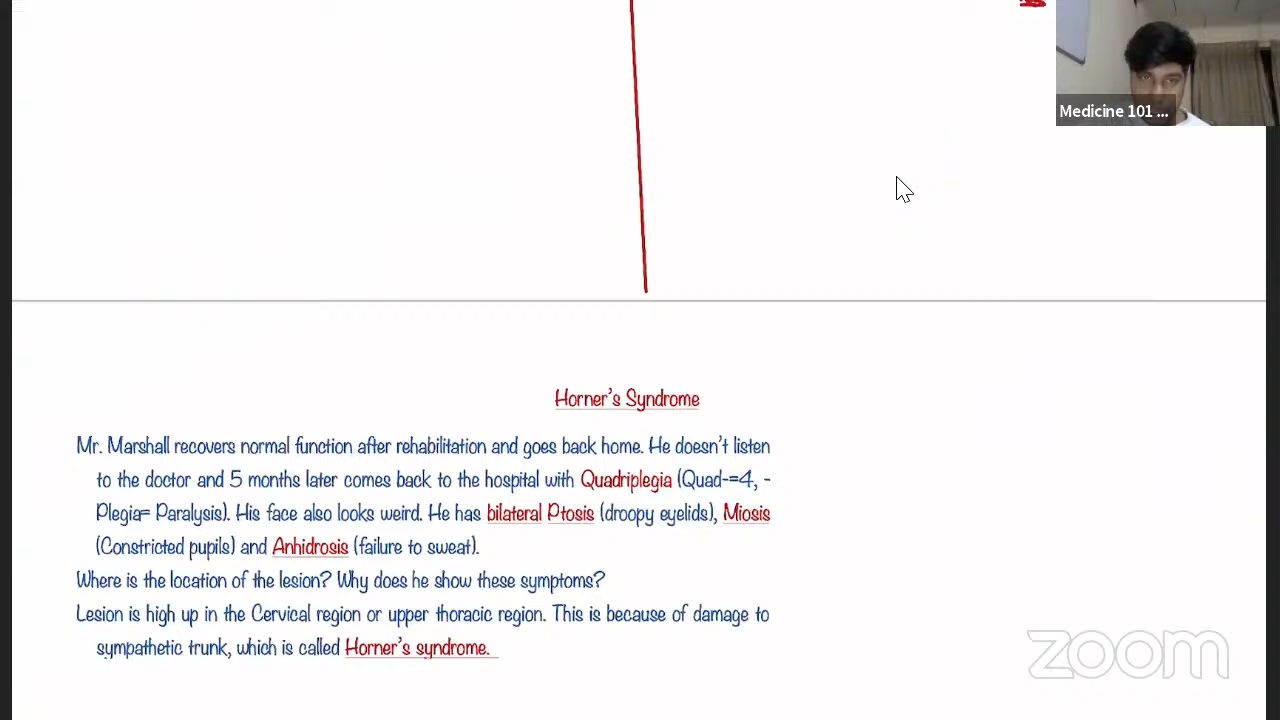 Medicine 101 ...
Horner's Syndrome
Mr. Marshall recovers normal function after rehabilitation and goes back home. He doesn't listen
to the doctor and 5 months later comes back to the hospital with Quadriplegia (Quad-=4, -
Plegia= Paralysis). His face also looks weird. He has bilateral Ptosis (droopy eyelids), Miosis
(Constricted pupils) and Anhidrosis (failure to sweat).
Where is the location of the lesion? Why does he show these symptoms?
Lesion is high up in the Cervical region or upper thoracic region. This is because of damage to
sympathetic trunk, which is called Horner's syndrome.
zoom